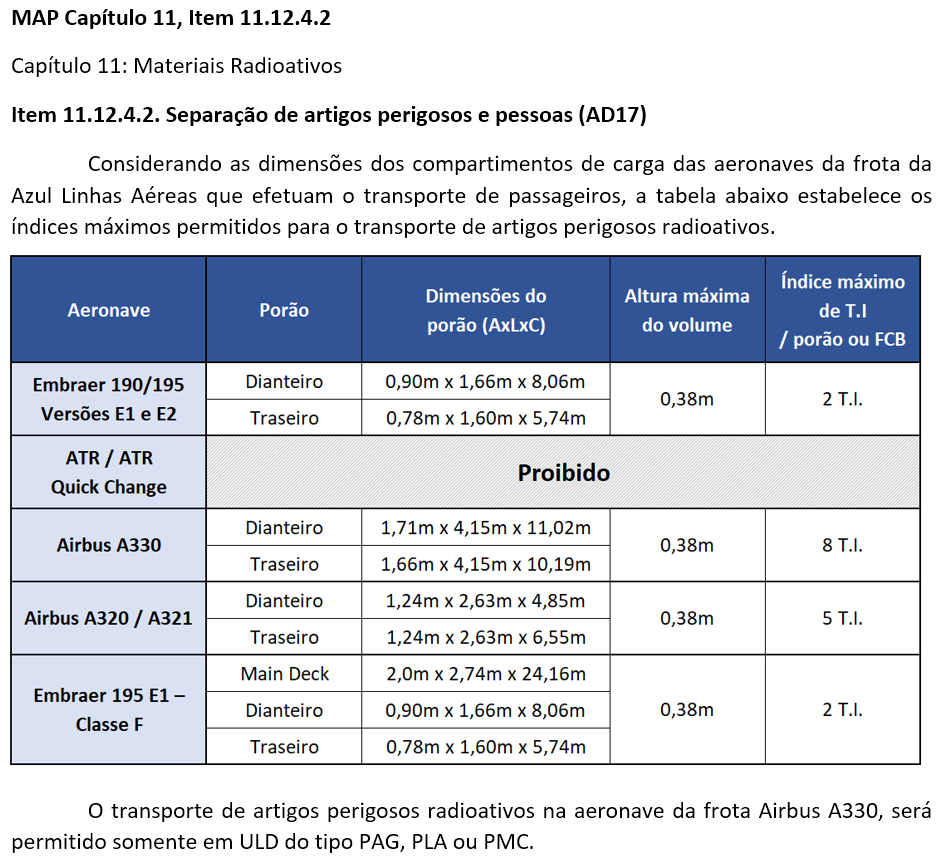 MAP Capítulo 11, Item 11.12.4.2
Capítulo 11: Materiais Radioativos
Item 11.12.4.2. Separação de artigos perigosos e pessoas (AD17)
Considerando as dimensões dos compartimentos de carga das aeronaves da frota da
Azul Linhas Aéreas que efetuam o transporte de passageiros, a tabela abaixo estabelece os
índices máximos permitidos para o transporte de artigos perigosos radioativos.
Aeronave
Porão
Dimensões do
porão (AxLxC)
Altura máxima
do volume
Índice máximo
de T.I
/ porão ou FCB
Embraer 190/195
Versões E1 e E2
Dianteiro
0,90m x 1,66m x 8,06m
Traseiro
0,78m x 1,60m x 5,74m
0,38m
2 T.I.
ATR / ATR
Quick Change
Proibido
Airbus A330
Dianteiro
1,71m x 4,15m x 11,02m
Traseiro
1,66m x 4,15m x 10,19m
0,38m
8 T.I.
Airbus A320 / A321
Dianteiro
1,24m x 2,63m x 4,85m
Traseiro
1,24m x 2,63m x 6,55m
0,38m
5 T.I.
Embraer 195 E1 –
Classe F
Main Deck
2,0m x 2,74m x 24,16m
Dianteiro
0,90m x 1,66m x 8,06m
Traseiro
0,78m x 1,60m x 5,74m
0,38m
2 T.I.
O transporte de artigos perigosos radioativos na aeronave da frota Airbus A330, será
permitido somente em ULD do tipo PAG, PLA ou PMC.